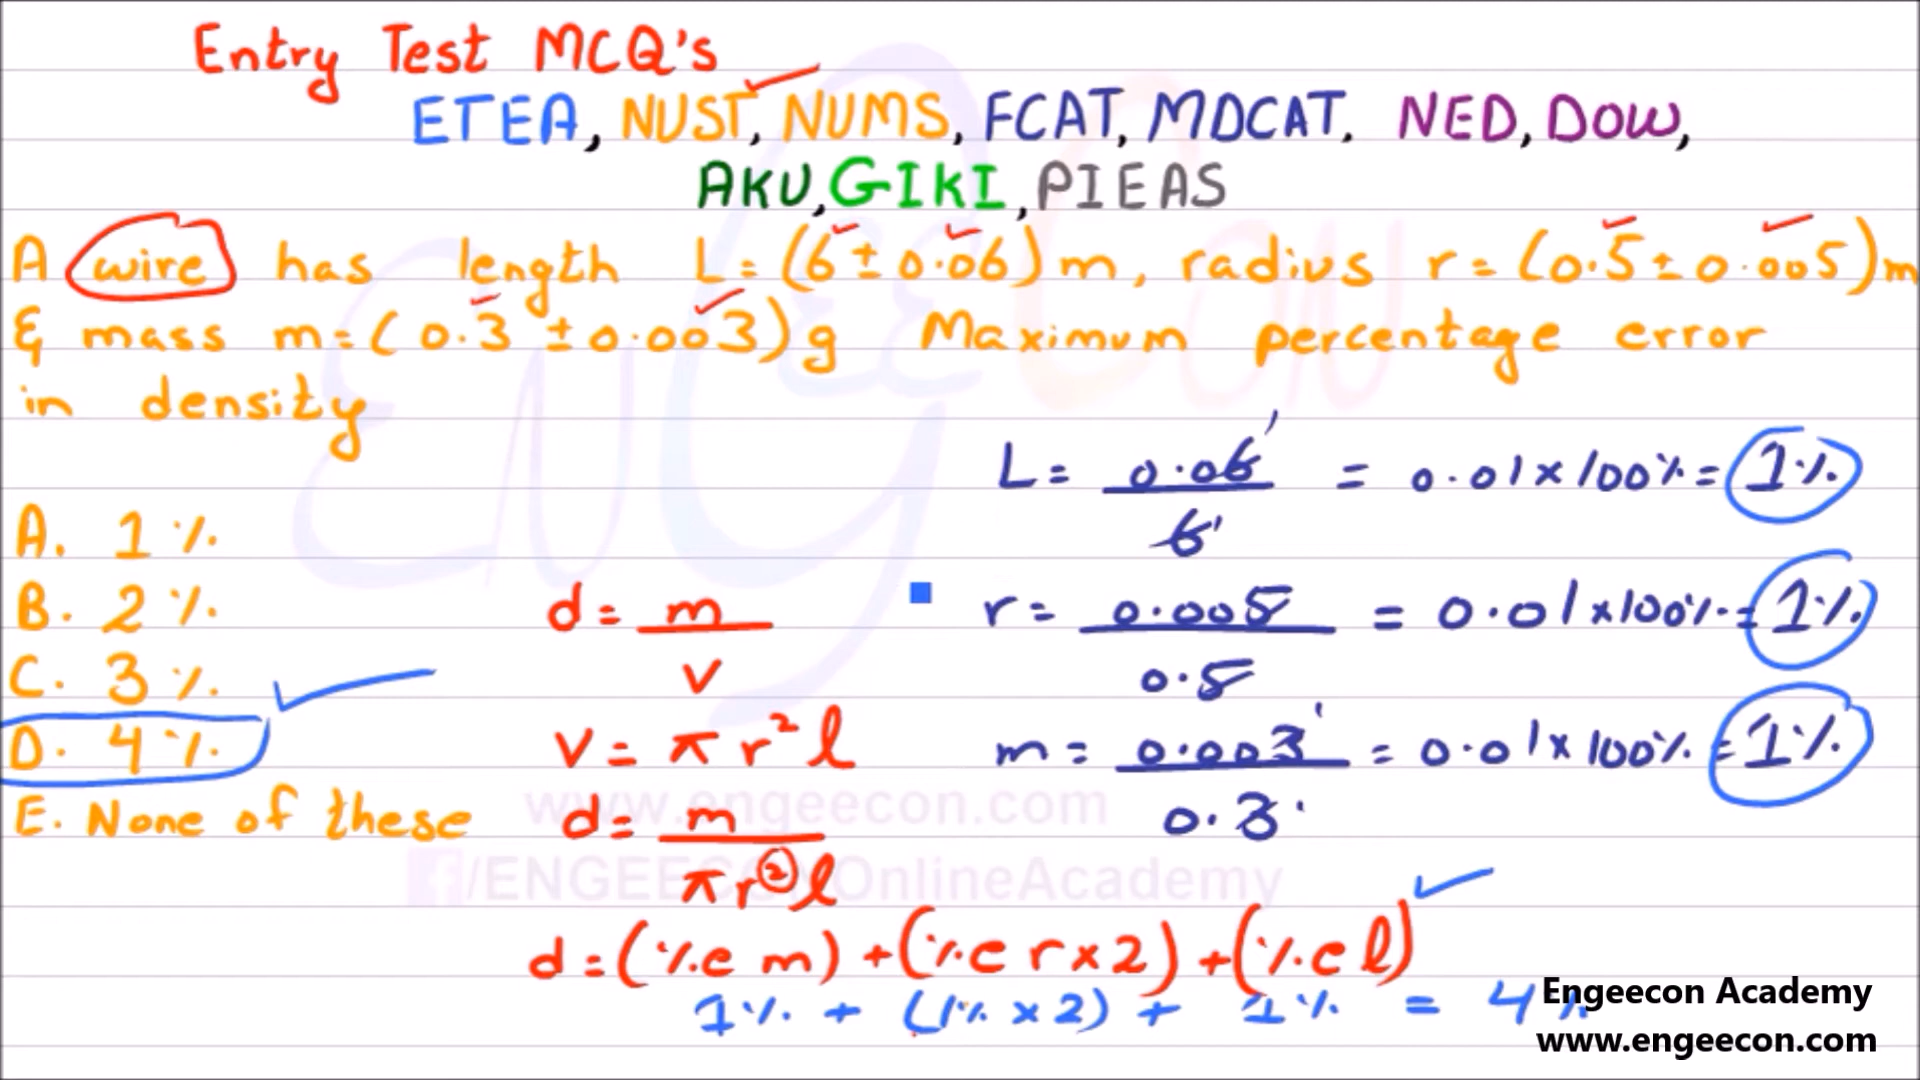 Entry Test MCQ's
ETEA, NUST, NUMS, FCAT, MDCAT. NED, DOW,
AKU, GIKI, PIEAS
A wire has length L = (6 ± 0.06) m, radius r = (0.5 ± 0.005) m
& mass m = (0.3 ± 0.003) g Maximum percentage error
in density
A. 1 %
B. 2 %
C. 3 %
D. 4 %
E. None of these
d = m / v
v = π r² l
d = m / π r² l
L = 0.06 / 6 = 0.01 × 100% = 1%
r = 0.005 / 0.5 = 0.01 × 100% = 1%
m = 0.003 / 0.3 = 0.01 × 100% = 1%
d = (%e m) + (%e r × 2) + (%e l)
1% + (1% × 2) + 1% = 4%
EnGeeCon
www.engeecon.com
f/ENGEECONOnlineAcademy
Engeecon Academy
www.engeecon.com